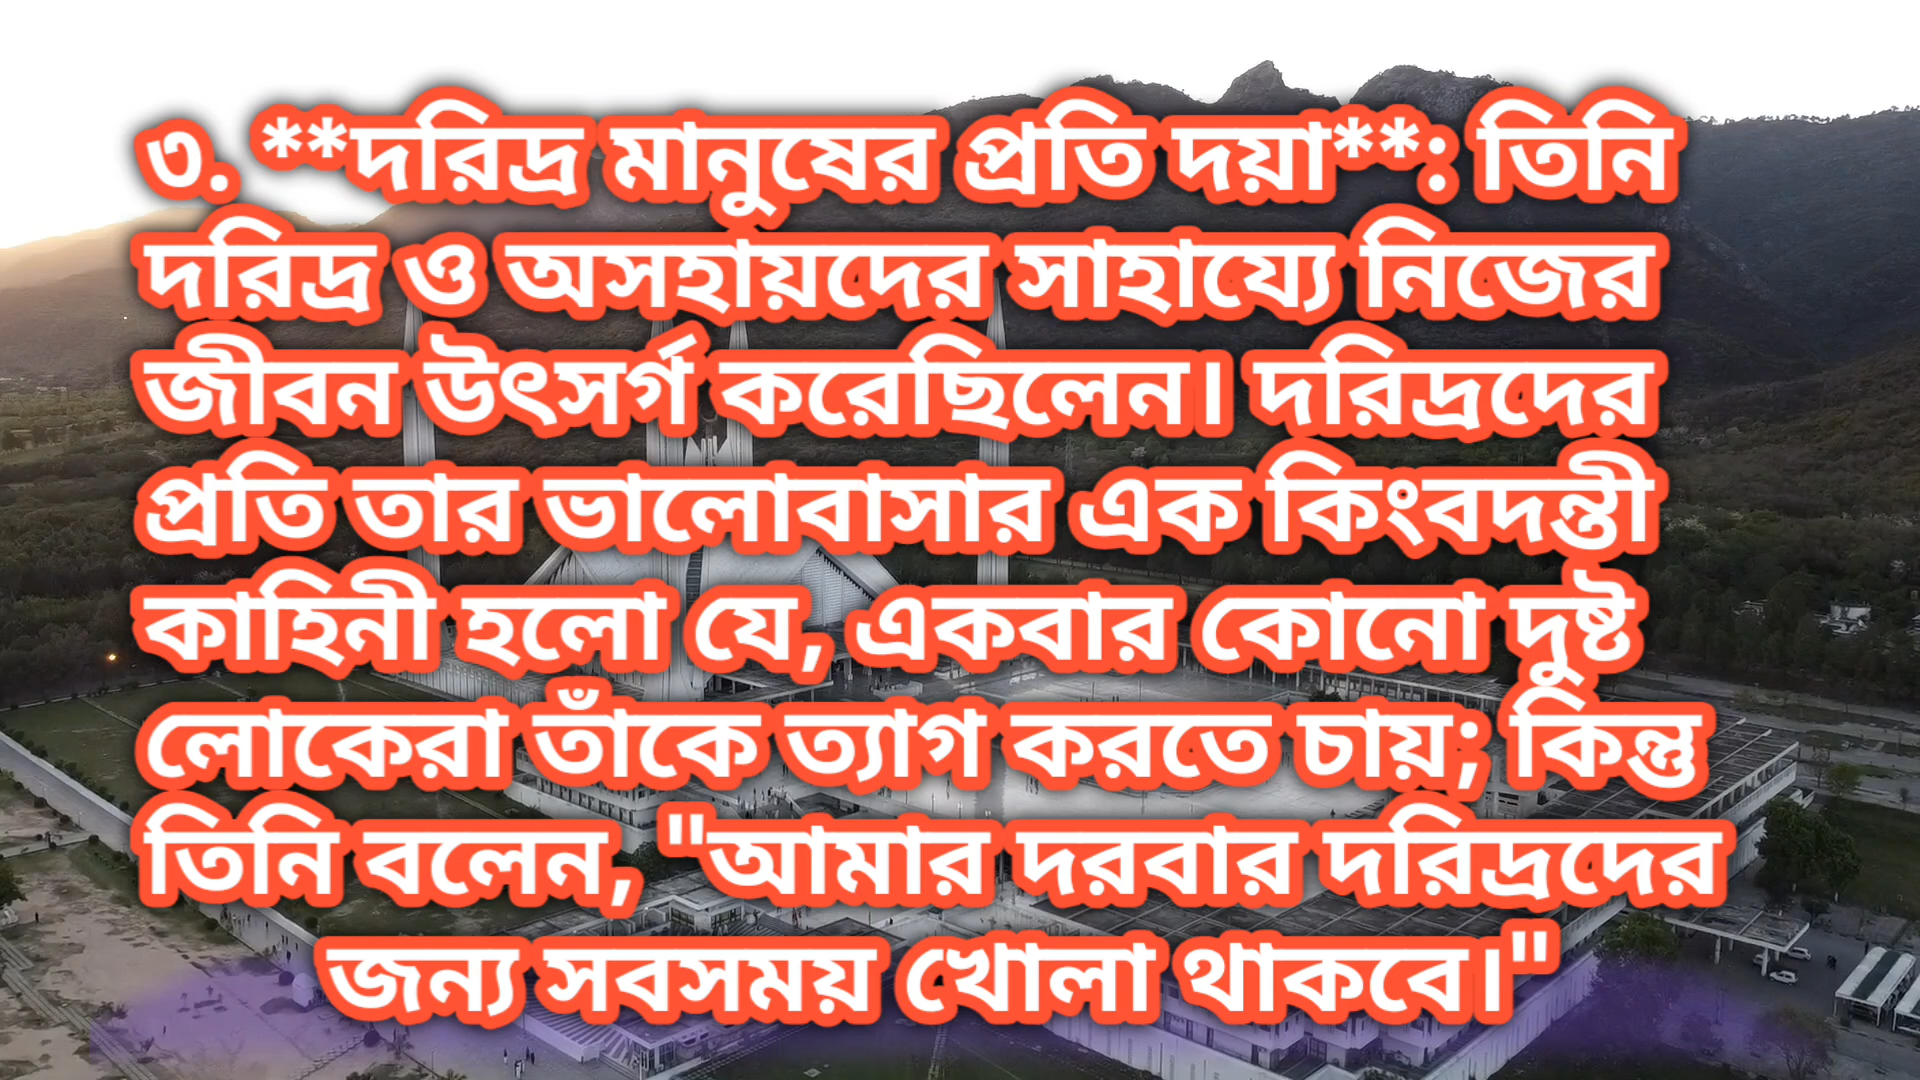 ৩. **দরিদ্র মানুষের প্রতি দয়া**: তিনি
দরিদ্র ও অসহায়দের সাহায্যে নিজের
জীবন উৎসর্গ করেছিলেন। দরিদ্রদের
প্রতি তার ভালোবাসার এক কিংবদন্তী
কাহিনী হলো যে, একবার কোনো দুষ্ট
লোকেরা তাঁকে ত্যাগ করতে চায়; কিন্তু
তিনি বলেন, "আমার দরবার দরিদ্রদের
জন্য সবসময় খোলা থাকবে।"